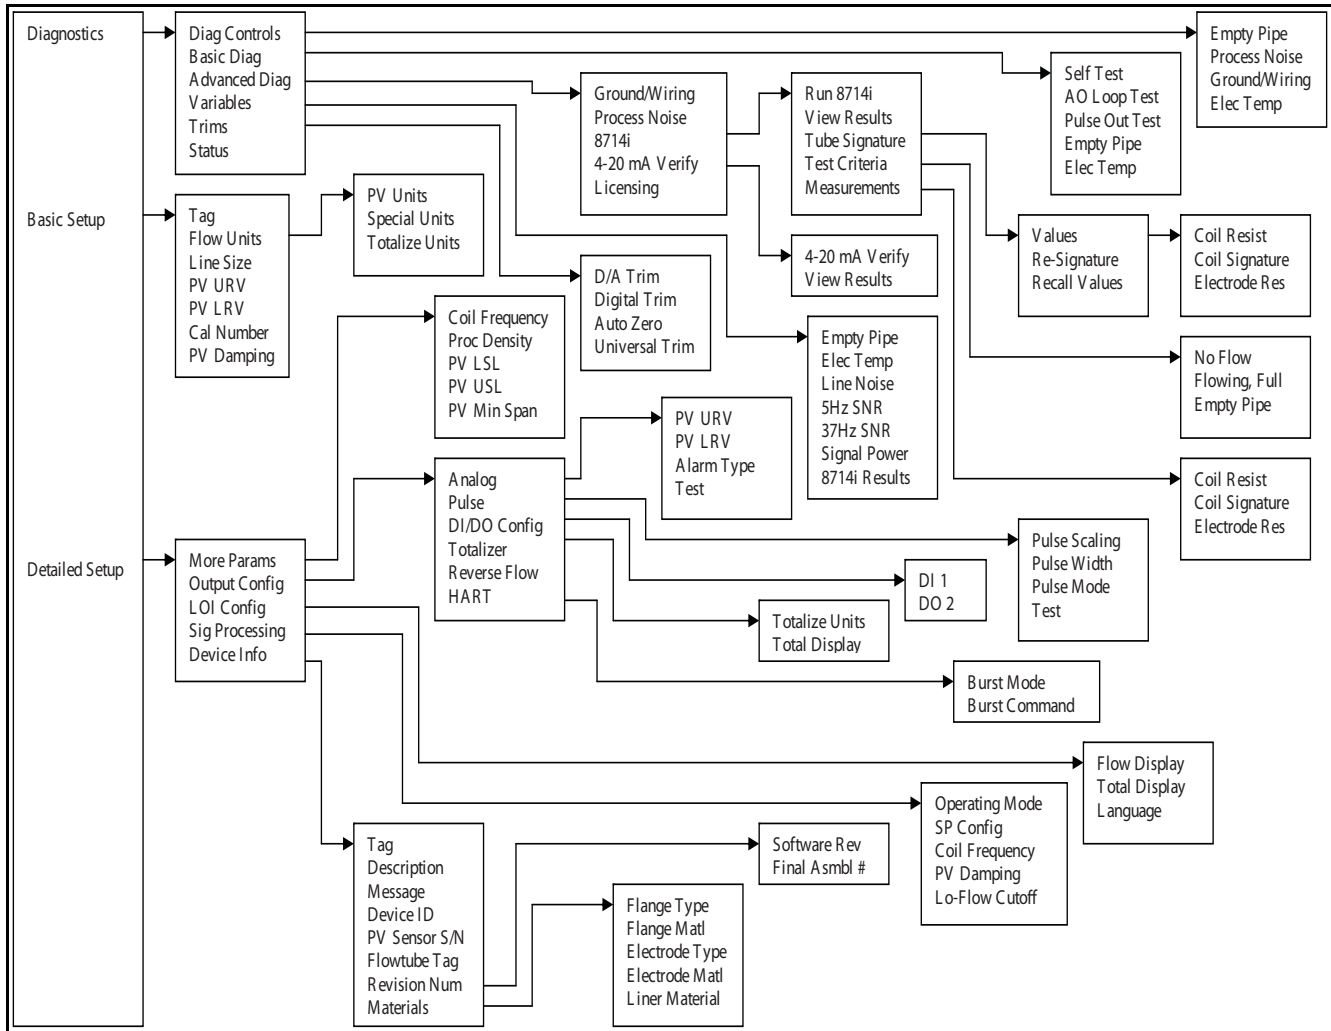 Diagnostics
Basic Setup
Detailed Setup
Diag Controls
Basic Diag
Advanced Diag
Variables
Trims
Status
Empty Pipe
Process Noise
Ground/Wiring
Elec Temp
Self Test
AO Loop Test
Pulse Out Test
Empty Pipe
Elec Temp
Ground/Wiring
Process Noise
8714i
4-20 mA Verify
Licensing
Run 8714i
View Results
Tube Signature
Test Criteria
Measurements
Tag
Flow Units
Line Size
PV URV
PV LRV
Cal Number
PV Damping
PV Units
Special Units
Totalize Units
Values
Re-Signature
Recall Values
Coil Resist
Coil Signature
Electrode Res
4-20 mA Verify
View Results
D/A Trim
Digital Trim
Auto Zero
Universal Trim
Coil Frequency
Proc Density
PV LSL
PV USL
PV Min Span
Empty Pipe
Elec Temp
Line Noise
5Hz SNR
37Hz SNR
Signal Power
8714i Results
No Flow
Flowing, Full
Empty Pipe
PV URV
PV LRV
Alarm Type
Test
Analog
Pulse
DI/DO Config
Totalizer
Reverse Flow
HART
Coil Resist
Coil Signature
Electrode Res
Pulse Scaling
Pulse Width
Pulse Mode
Test
More Params
Output Config
LOI Config
Sig Processing
Device Info
DI 1
DO 2
Totalize Units
Total Display
Burst Mode
Burst Command
Flow Display
Total Display
Language
Operating Mode
SP Config
Coil Frequency
PV Damping
Lo-Flow Cutoff
Tag
Description
Message
Device ID
PV Sensor S/N
Flowtube Tag
Revision Num
Materials
Software Rev
Final Asmbl #
Flange Type
Flange Matl
Electrode Type
Electrode Matl
Liner Material